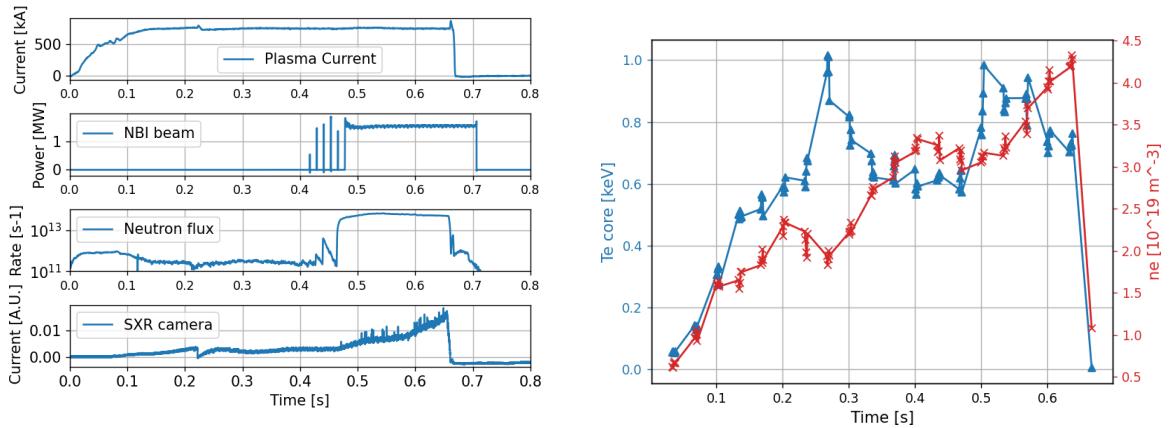 Current [kA]
500
0
Plasma Current
0.0 0.1 0.2 0.3 0.4 0.5 0.6 0.7 0.8
Power [MW]
1
0
NBI beam
0.0 0.1 0.2 0.3 0.4 0.5 0.6 0.7 0.8
Rate [s-1]
10^13
10^11
Neutron flux
0.0 0.1 0.2 0.3 0.4 0.5 0.6 0.7 0.8
Current [A.U.]
0.01
0.00
SXR camera
0.0 0.1 0.2 0.3 0.4 0.5 0.6 0.7 0.8
Time [s]
Te core [keV]
1.0
0.8
0.6
0.4
0.2
0.0
0.1 0.2 0.3 0.4 0.5 0.6
Time [s]
4.5
4.0
3.5
3.0
2.5
2.0
1.5
1.0
0.5
ne [10^19 m^-3]